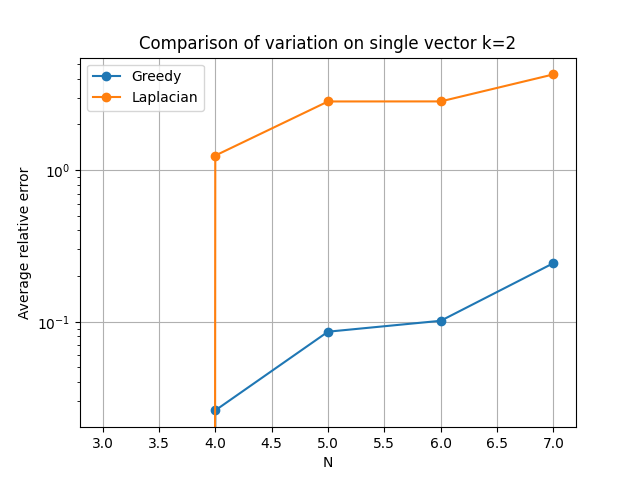 Comparison of variation on single vector k=2
Greedy
Laplacian
Average relative error
10⁰
10⁻¹
3.0 3.5 4.0 4.5 5.0 5.5 6.0 6.5 7.0
N